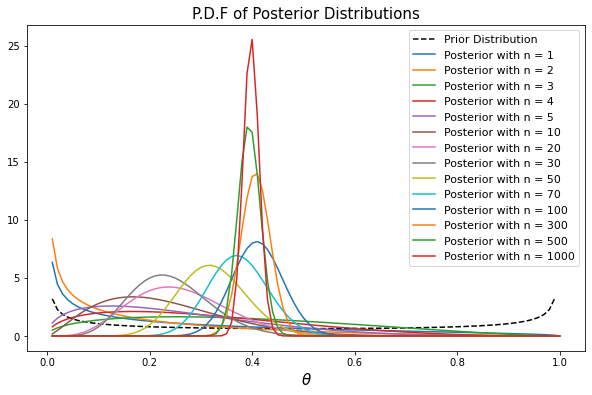 P.D.F of Posterior Distributions
25
20
15
10
5
0
0.0
0.2
0.4
0.6
0.8
1.0
θ
Prior Distribution
Posterior with n = 1
Posterior with n = 2
Posterior with n = 3
Posterior with n = 4
Posterior with n = 5
Posterior with n = 10
Posterior with n = 20
Posterior with n = 30
Posterior with n = 50
Posterior with n = 70
Posterior with n = 100
Posterior with n = 300
Posterior with n = 500
Posterior with n = 1000